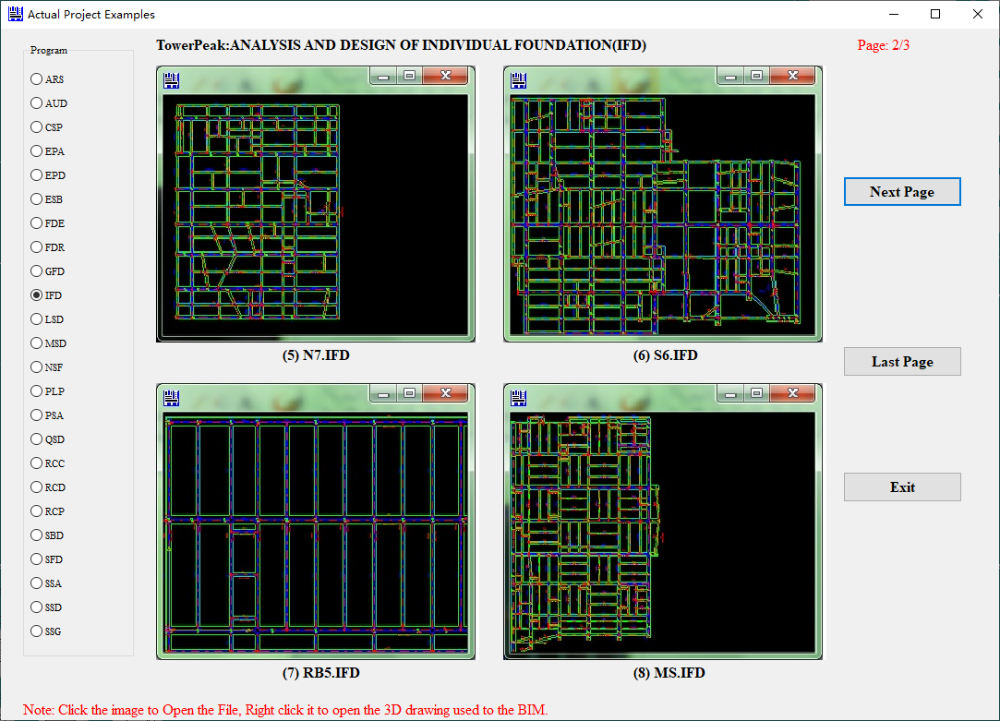 Actual Project Examples
Program
TowerPeak:ANALYSIS AND DESIGN OF INDIVIDUAL FOUNDATION(IFD)
Page: 2/3
ARS
AUD
CSP
EPA
EPD
ESB
FDE
FDR
GFD
IFD
LSD
MSD
NSF
PLP
PSA
QSD
RCC
RCD
RCP
SBD
SFD
SSA
SSD
SSG
(5) N7.IFD
(6) S6.IFD
(7) RB5.IFD
(8) MS.IFD
Next Page
Last Page
Exit
Note: Click the image to Open the File, Right click it to open the 3D drawing used to the BIM.